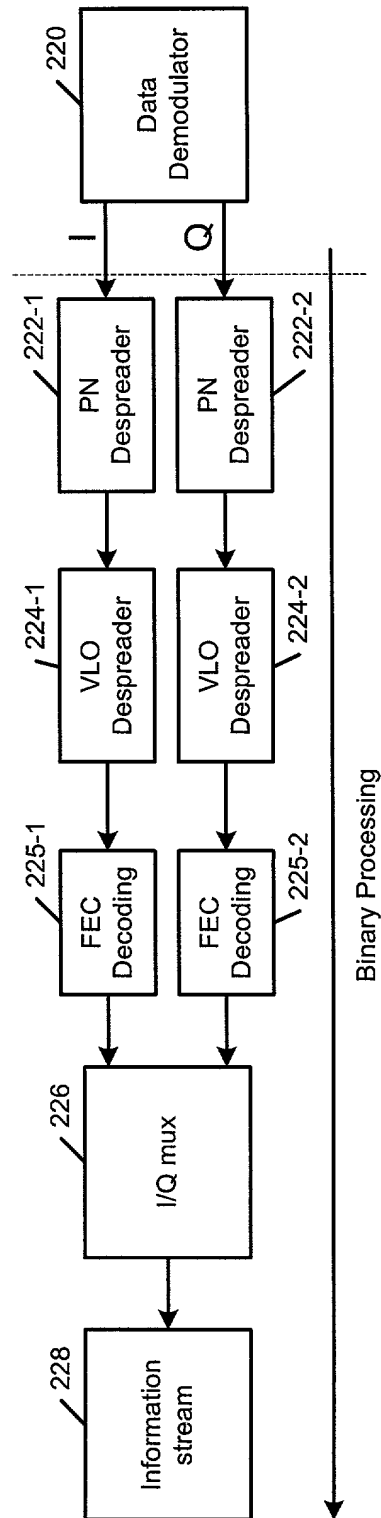 220
Data
Demodulator
I
Q
222-1
PN
Despreader
222-2
PN
Despreader
224-1
VLO
Despreader
224-2
VLO
Despreader
225-1
FEC
Decoding
225-2
FEC
Decoding
226
I/Q mux
228
Information
stream
Binary Processing